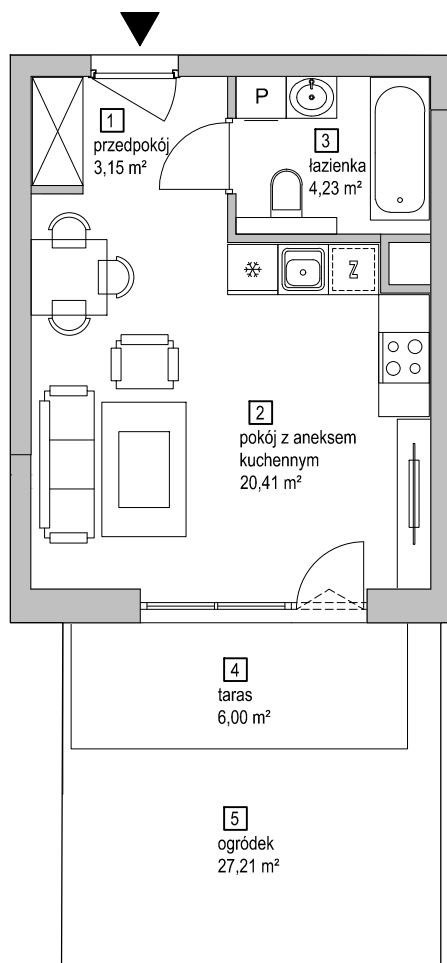 1
przedpokój
3,15 m²
P
3
łazienka
4,23 m²
Z
2
pokój z aneksem
kuchennym
20,41 m²
4
taras
6,00 m²
5
ogródek
27,21 m²